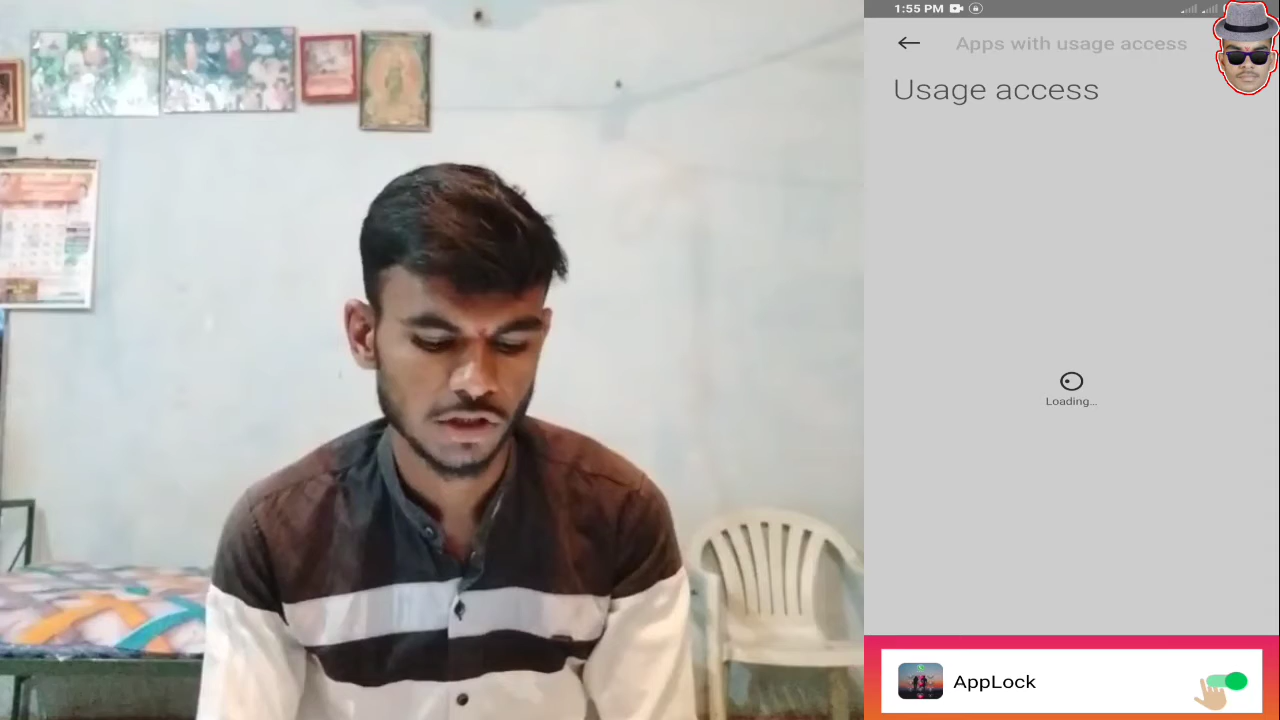 1:55 PM
Apps with usage access
Usage access
Loading...
AppLock